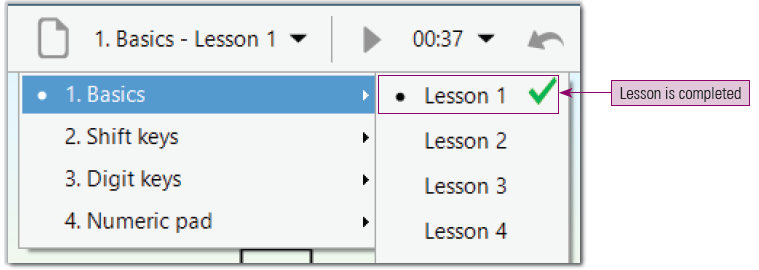 1. Basics - Lesson 1
00:37
1. Basics
2. Shift keys
3. Digit keys
4. Numeric pad
Lesson 1
Lesson 2
Lesson 3
Lesson 4
Lesson is completed